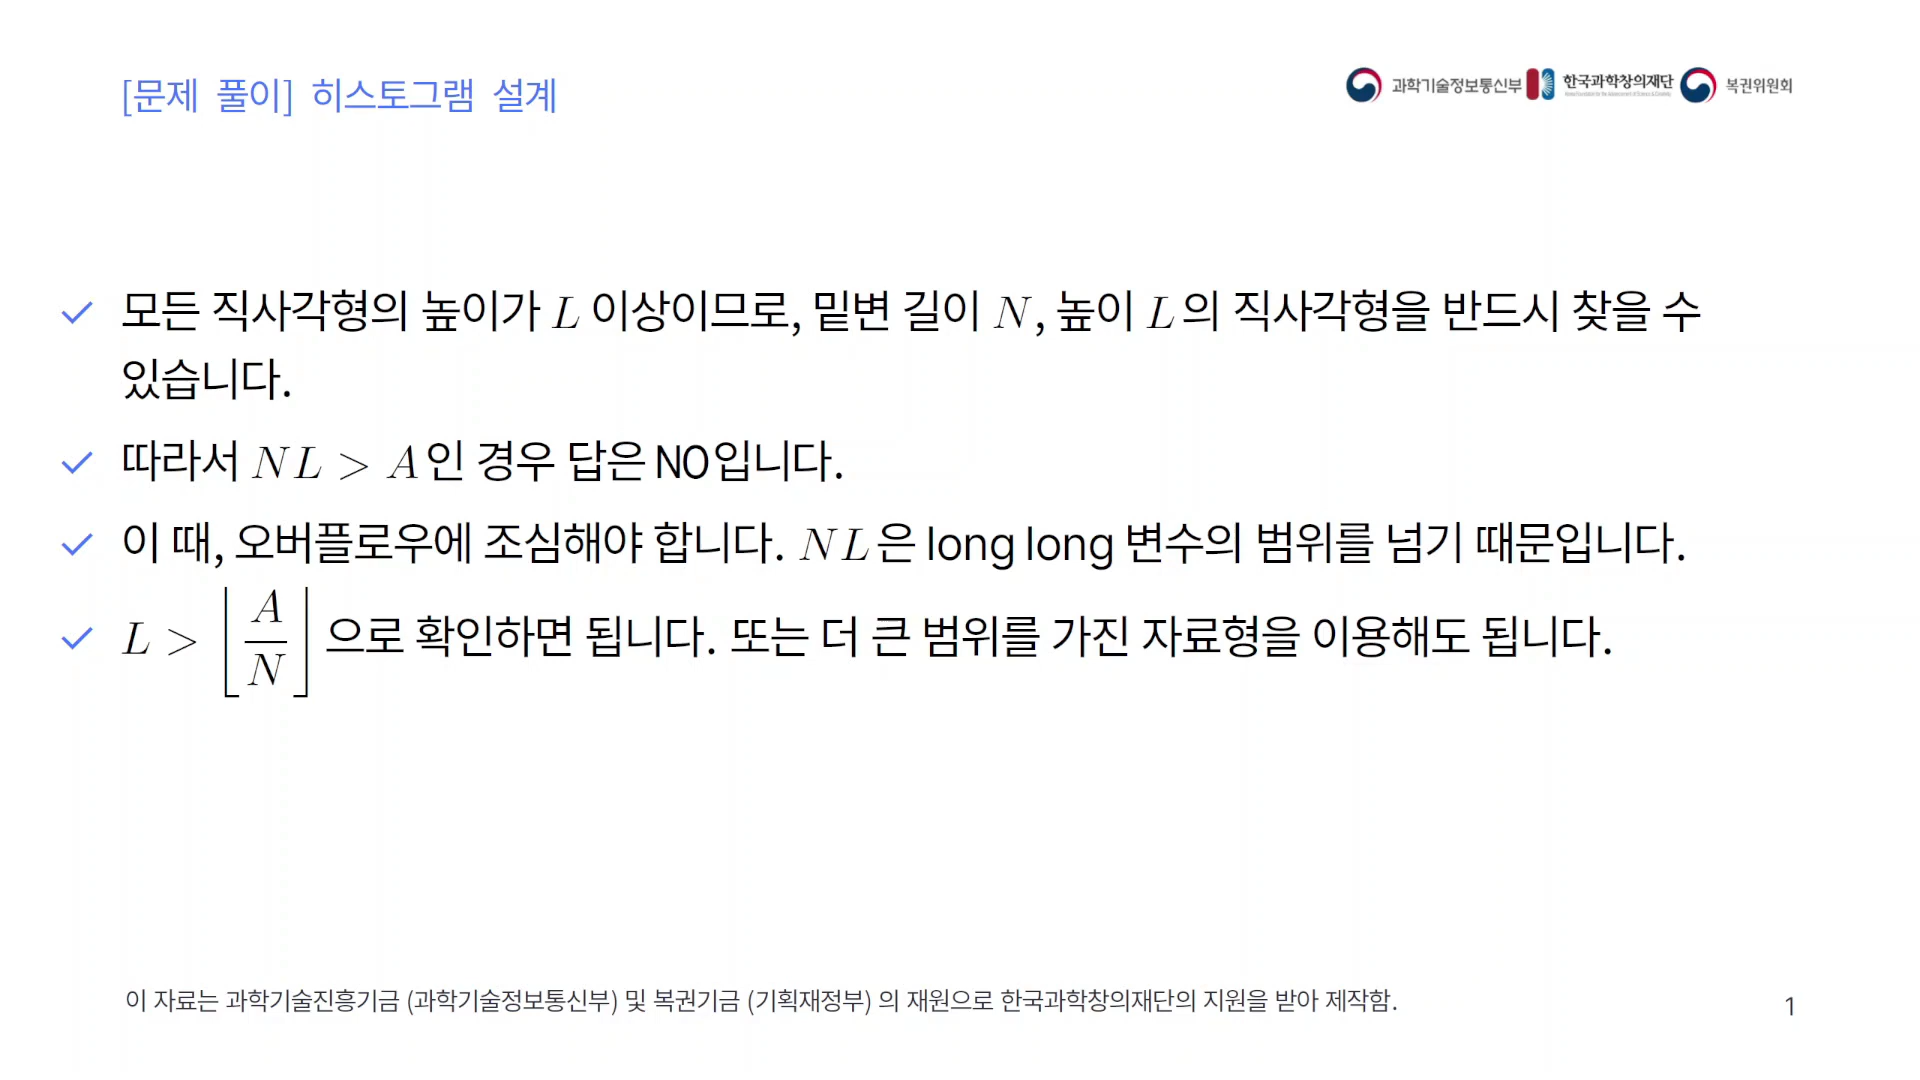 [문제 풀이] 히스토그램 설계
과학기술정보통신부 한국과학창의재단 복권위원회
모든 직사각형의 높이가 L 이상이므로, 밑변 길이 N, 높이 L의 직사각형을 반드시 찾을 수
있습니다.
따라서 NL > A인 경우 답은 NO입니다.
이 때, 오버플로우에 조심해야 합니다. NL은 long long 변수의 범위를 넘기 때문입니다.
L > ⌊A/N⌋ 으로 확인하면 됩니다. 또는 더 큰 범위를 가진 자료형을 이용해도 됩니다.
이 자료는 과학기술진흥기금 (과학기술정보통신부) 및 복권기금 (기획재정부) 의 재원으로 한국과학창의재단의 지원을 받아 제작함.
1